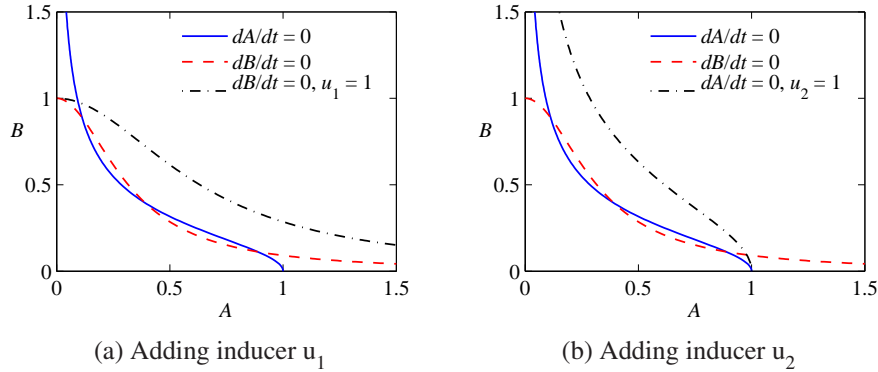 1.5
1
B
0.5
0
0
0.5
1
1.5
A
dA/dt = 0
dB/dt = 0
dB/dt = 0, u₁ = 1
(a) Adding inducer u₁
1.5
1
B
0.5
0
0
0.5
1
1.5
A
dA/dt = 0
dB/dt = 0
dA/dt = 0, u₂ = 1
(b) Adding inducer u₂